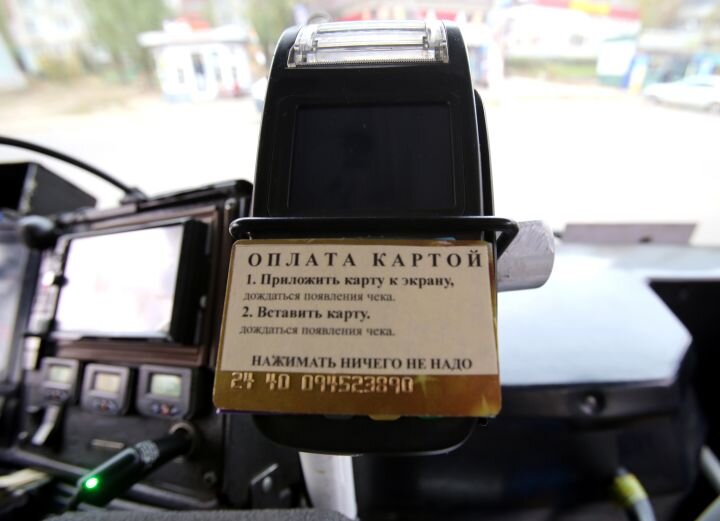 ОПЛАТА КАРТОЙ
1. Приложить карту к экрану,
дождаться появления чека.
2. Вставить карту.
дождаться появления чека.
НАЖИМАТЬ НИЧЕГО НЕ НАДО
24 40 094523890